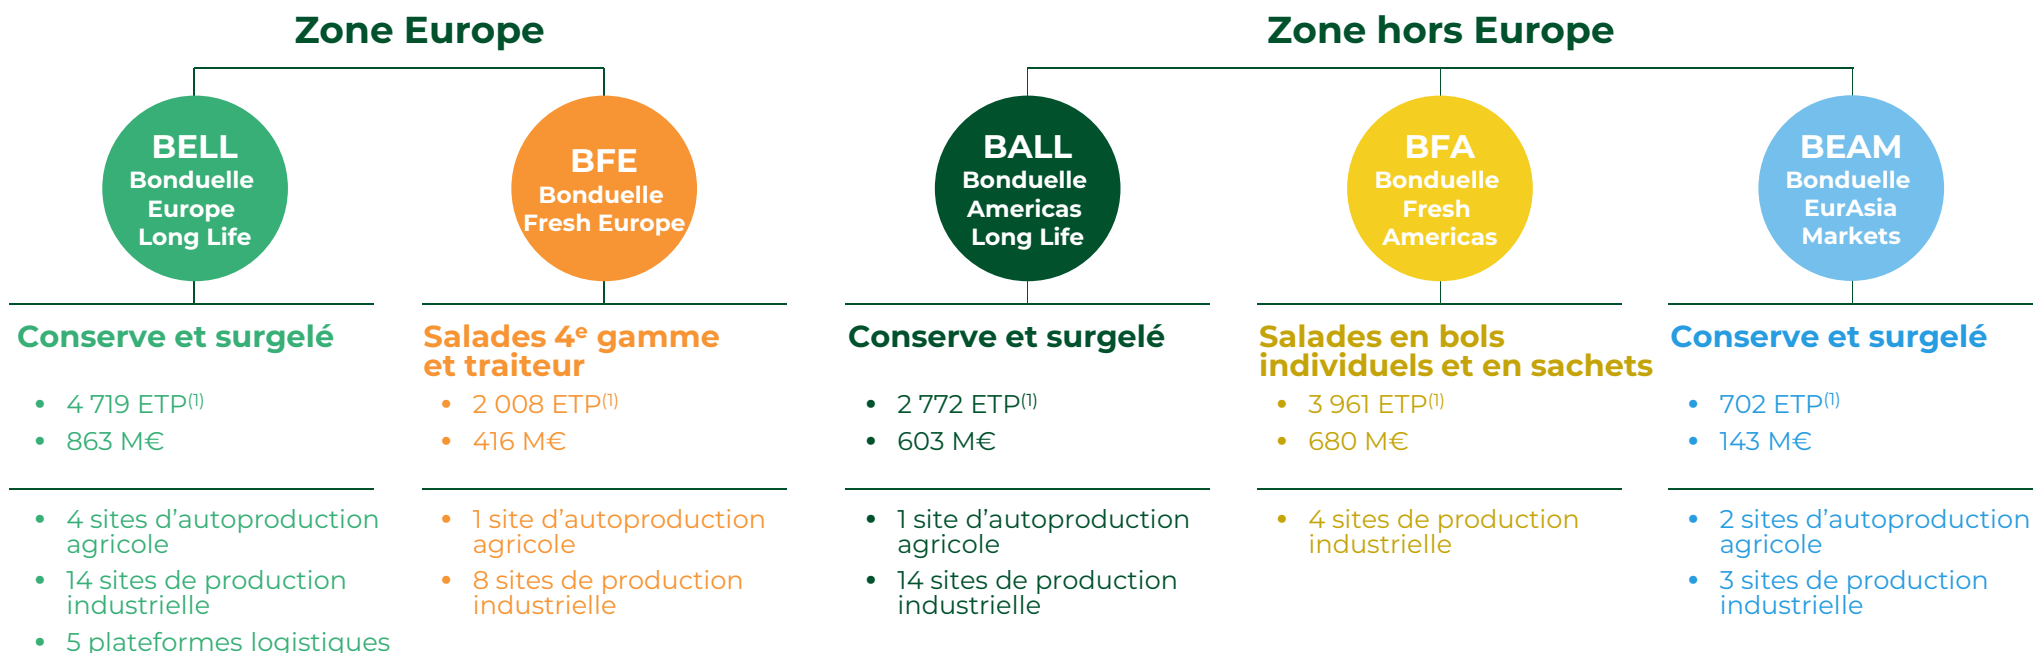 Zone Europe
BELL
Bonduelle
Europe
Long Life
Conserve et surgelé
• 4 719 ETP(1)
• 863 M€
• 4 sites d’autoproduction
agricole
• 14 sites de production
industrielle
• 5 plateformes logistiques
BFE
Bonduelle
Fresh Europe
Salades 4e gamme
et traiteur
• 2 008 ETP(1)
• 416 M€
• 1 site d’autoproduction
agricole
• 8 sites de production
industrielle
Zone hors Europe
BALL
Bonduelle
Americas
Long Life
Conserve et surgelé
• 2 772 ETP(1)
• 603 M€
• 1 site d’autoproduction
agricole
• 14 sites de production
industrielle
BFA
Bonduelle
Fresh
Americas
Salades en bols
individuels et en sachets
• 3 961 ETP(1)
• 680 M€
• 4 sites de production
industrielle
BEAM
Bonduelle
EurAsia
Markets
Conserve et surgelé
• 702 ETP(1)
• 143 M€
• 2 sites d’autoproduction
agricole
• 3 sites de production
industrielle